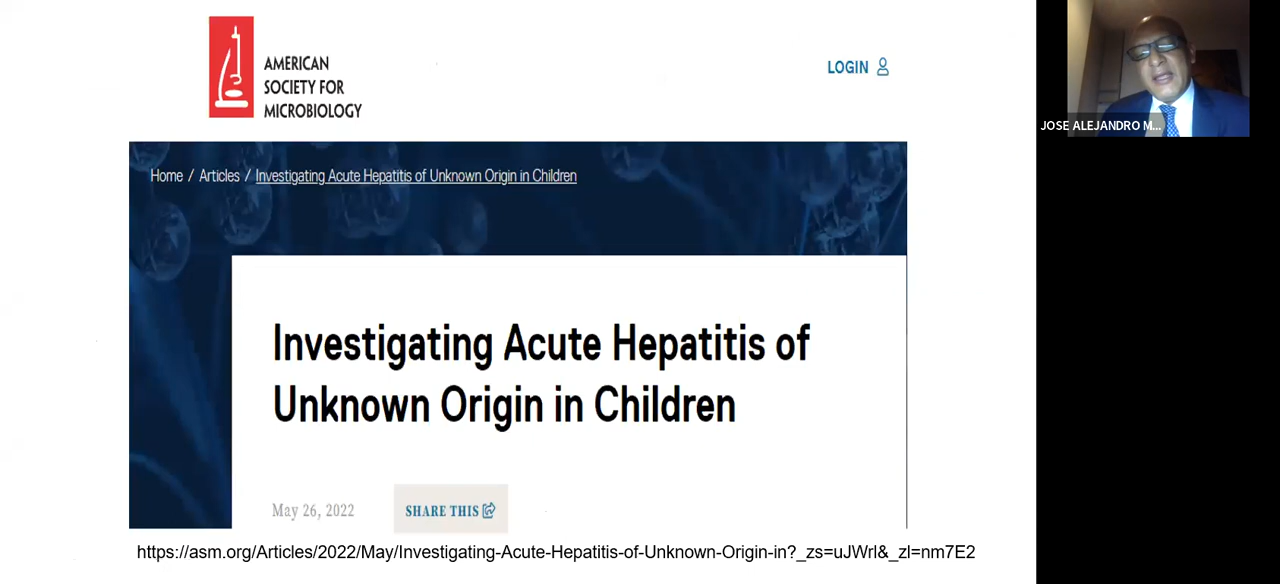 AMERICAN
SOCIETY FOR
MICROBIOLOGY
LOGIN
JOSE ALEJANDRO M...
Home / Articles / Investigating Acute Hepatitis of Unknown Origin in Children
Investigating Acute Hepatitis of
Unknown Origin in Children
May 26, 2022
SHARE THIS
https://asm.org/Articles/2022/May/Investigating-Acute-Hepatitis-of-Unknown-Origin-in?_zs=uJWrl&_zl=nm7E2